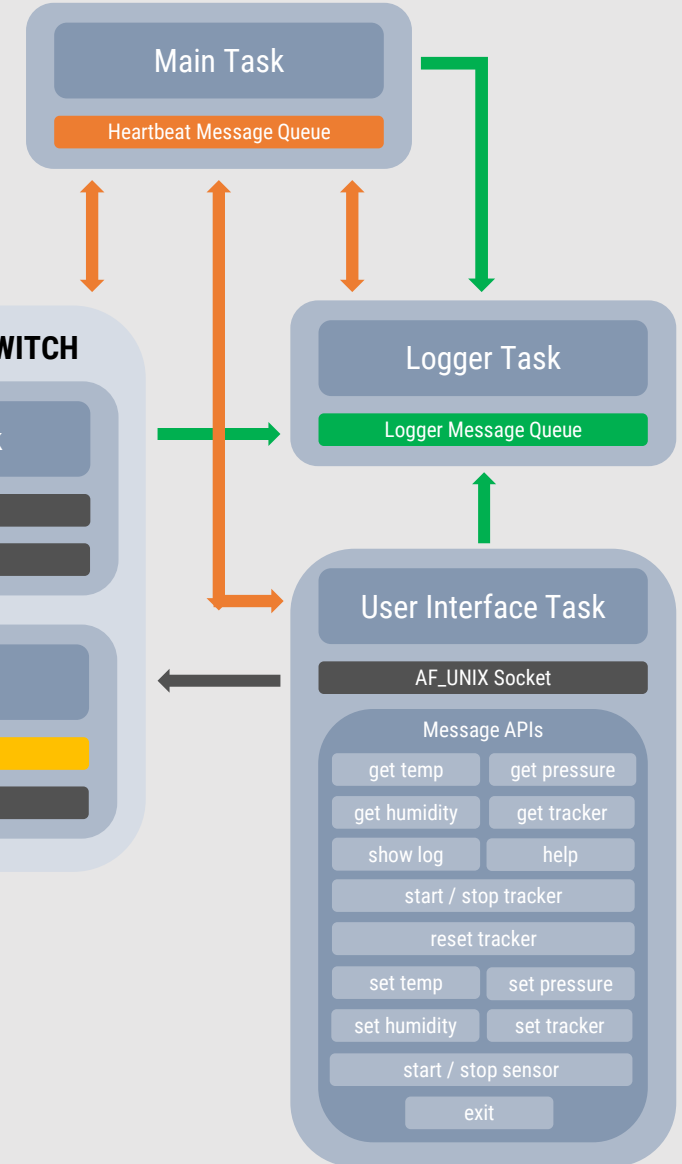 Main Task
Heartbeat Message Queue
Logger Task
Logger Message Queue
User Interface Task
AF_UNIX Socket
Message APIs
get temp
get pressure
get humidity
get tracker
show log
help
start / stop tracker
reset tracker
set temp
set pressure
set humidity
set tracker
start / stop sensor
exit